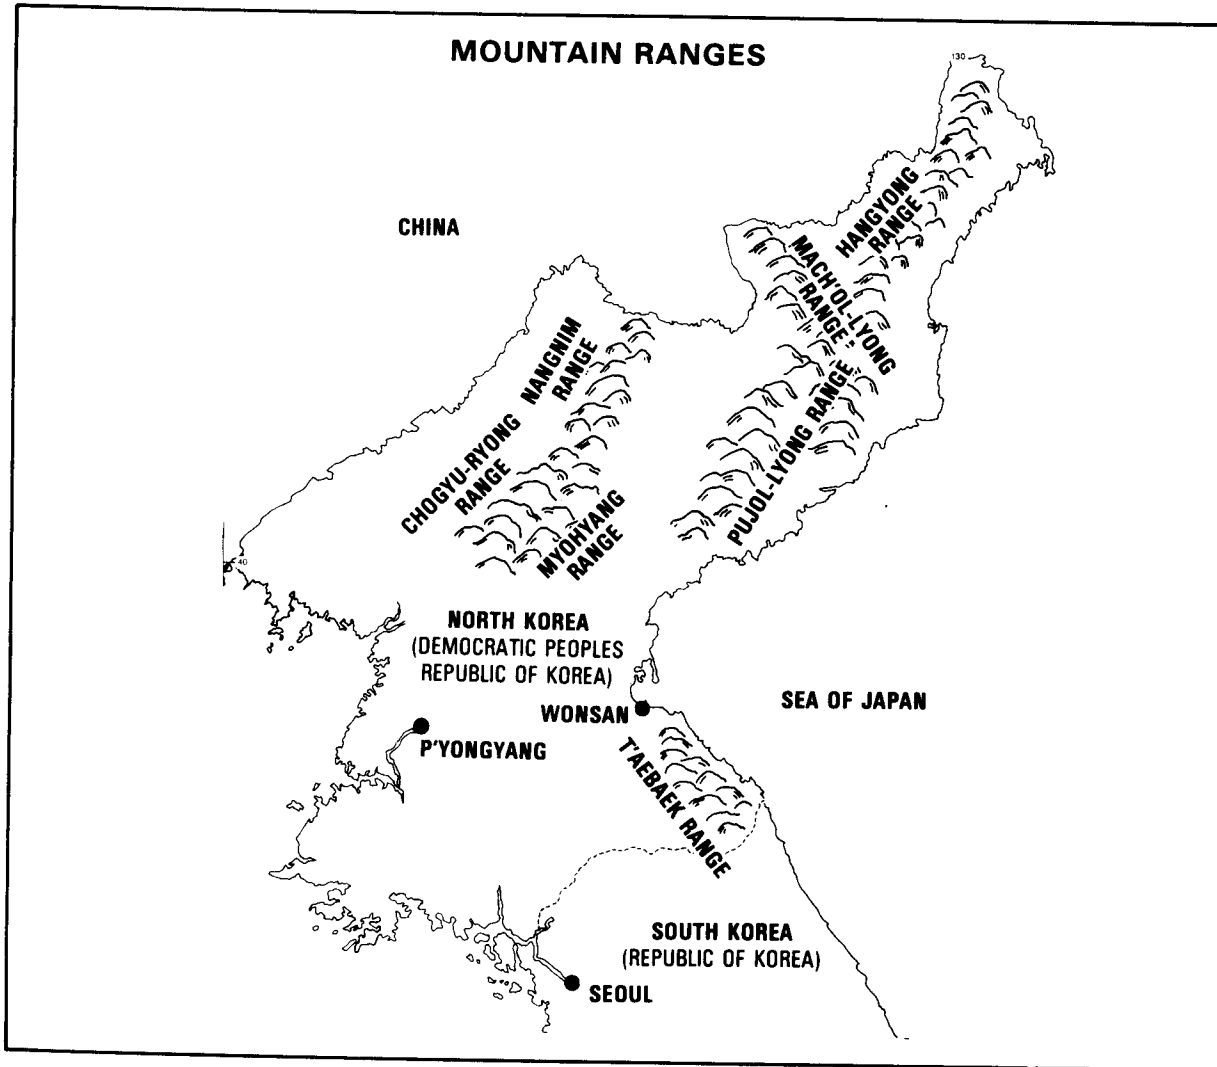 MOUNTAIN RANGES
130
CHINA
HANGYONG
RANGE
MACH'OL-LYONG
RANGE
NANGNIM
RANGE
CHOGYU-RYONG
RANGE
PUJOL-LYONG RANGE
MYOHYANG
RANGE
40
NORTH KOREA
(DEMOCRATIC PEOPLES
REPUBLIC OF KOREA)
SEA OF JAPAN
WONSAN
P'YONGYANG
T'AEBAEK RANGE
SOUTH KOREA
(REPUBLIC OF KOREA)
SEOUL